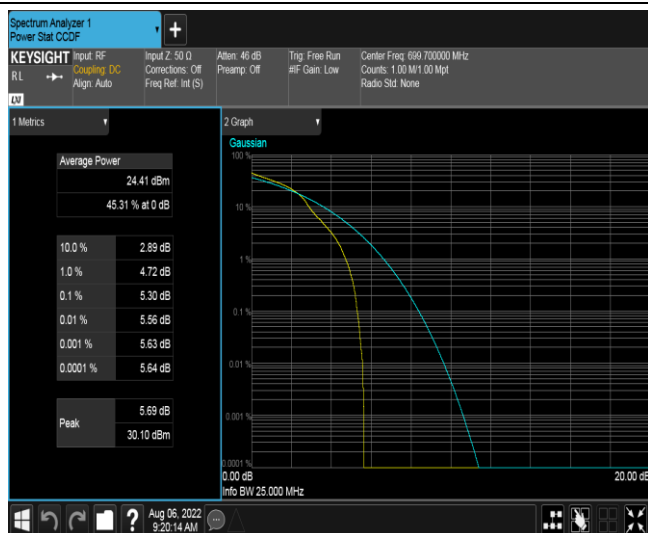 Spectrum Analyzer 1
Power Stat CCDF
+
KEYSIGHT
RL
LXI
Input: RF
Coupling: DC
Align: Auto
Input Z: 50 Ω
Corrections: Off
Freq Ref: Int (S)
Atten: 46 dB
Preamp: Off
Trig: Free Run
#IF Gain: Low
Center Freq: 699.700000 MHz
Counts: 1.00 M/1.00 Mpt
Radio Std: None
1 Metrics
Average Power
24.41 dBm
45.31 % at 0 dB
10.0 % 2.89 dB
1.0 % 4.72 dB
0.1 % 5.30 dB
0.01 % 5.56 dB
0.001 % 5.63 dB
0.0001 % 5.64 dB
Peak
5.69 dB
30.10 dBm
2 Graph
Gaussian
100 %
10 %
1 %
0.1 %
0.01 %
0.001 %
0.0001 %
0.00 dB
20.00 dB
Info BW 25.000 MHz
?
Aug 06, 2022
9:20:14 AM